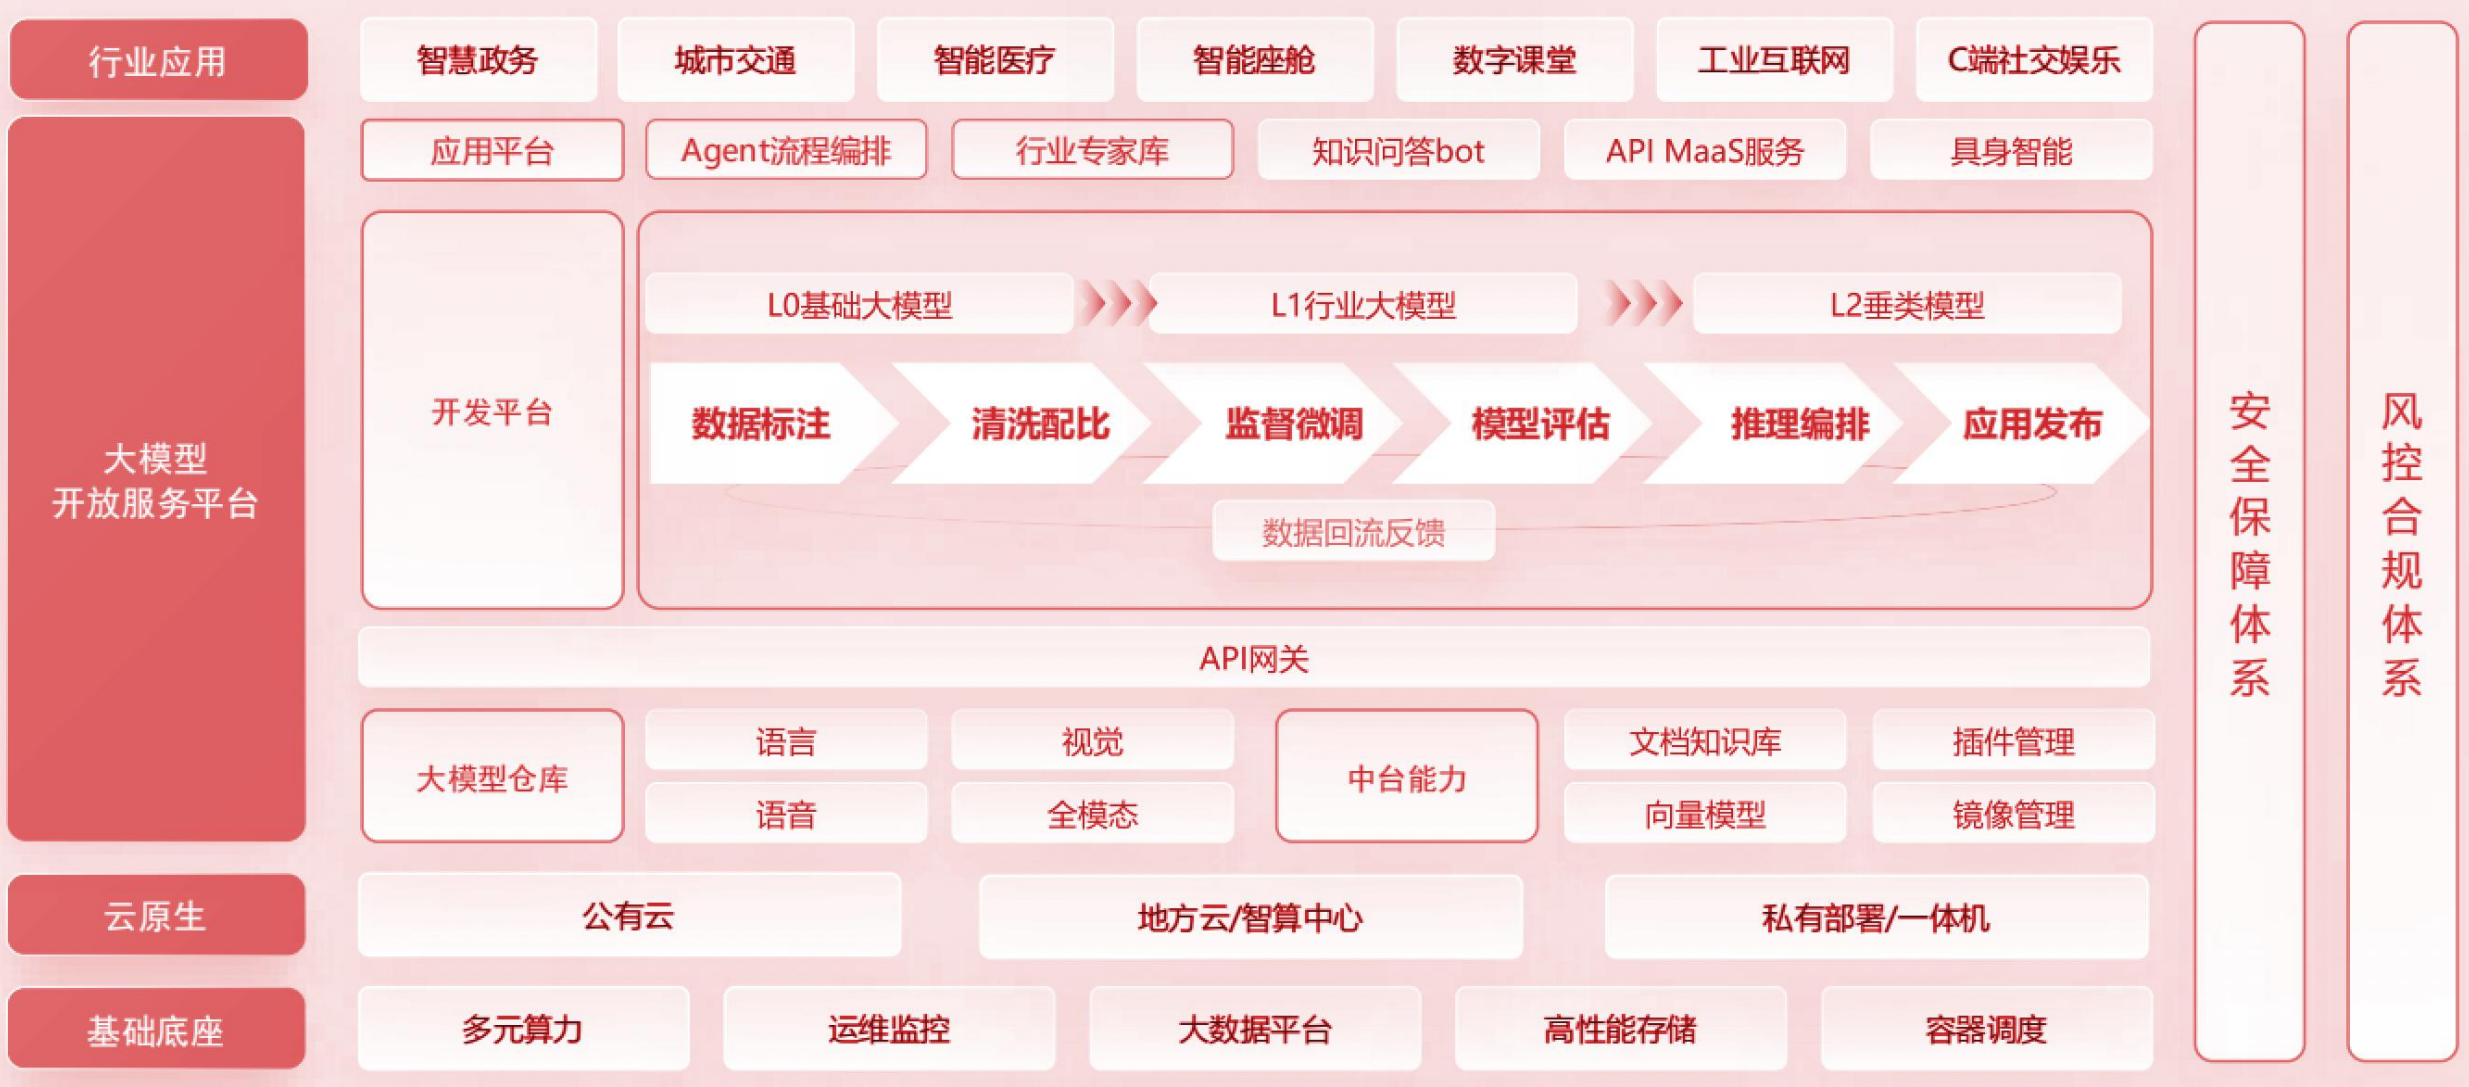 行业应用
智慧政务
城市交通
智能医疗
智能座舱
数字课堂
工业互联网
C端社交娱乐
大模型
开放服务平台
应用平台
Agent流程编排
行业专家库
知识问答bot
API MaaS服务
具身智能
开发平台
L0基础大模型
L1行业大模型
L2垂类模型
数据标注
清洗配比
监督微调
模型评估
推理编排
应用发布
数据回流反馈
API网关
大模型仓库
语言
视觉
语音
全模态
中台能力
文档知识库
插件管理
向量模型
镜像管理
云原生
公有云
地方云/智算中心
私有部署/一体机
基础底座
多元算力
运维监控
大数据平台
高性能存储
容器调度
安全保障体系
风控合规体系